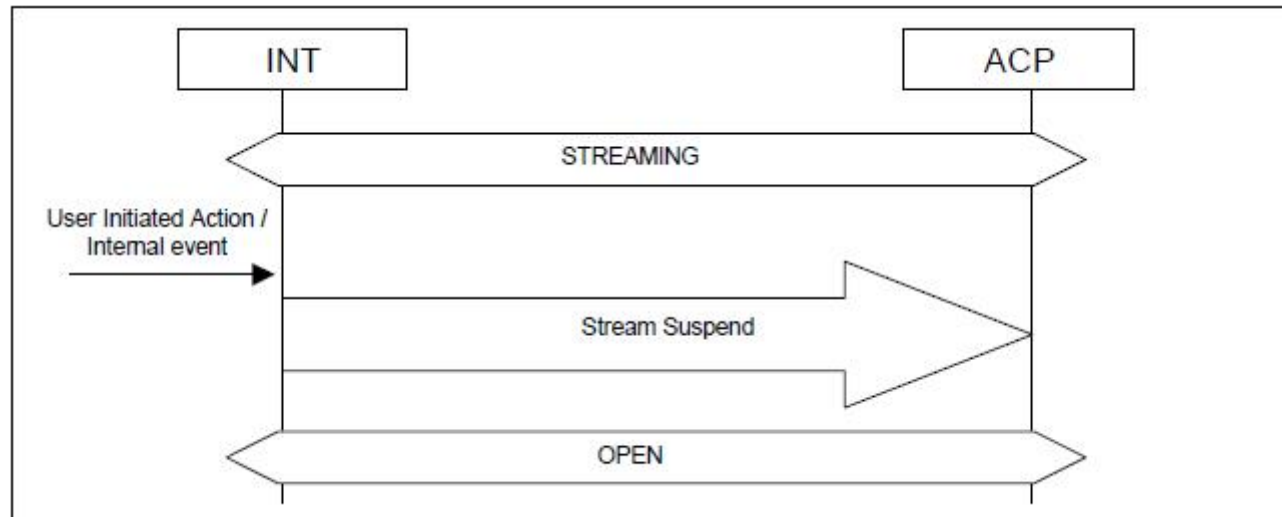 INT
ACP
STREAMING
User Initiated Action /
Internal event
Stream Suspend
OPEN